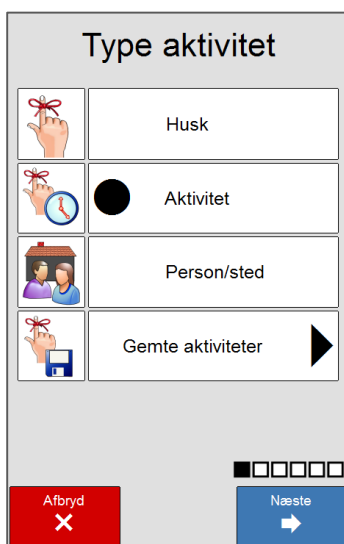 Type aktivitet
Husk
Aktivitet
Person/sted
Gemte aktiviteter
Afbryd
Næste